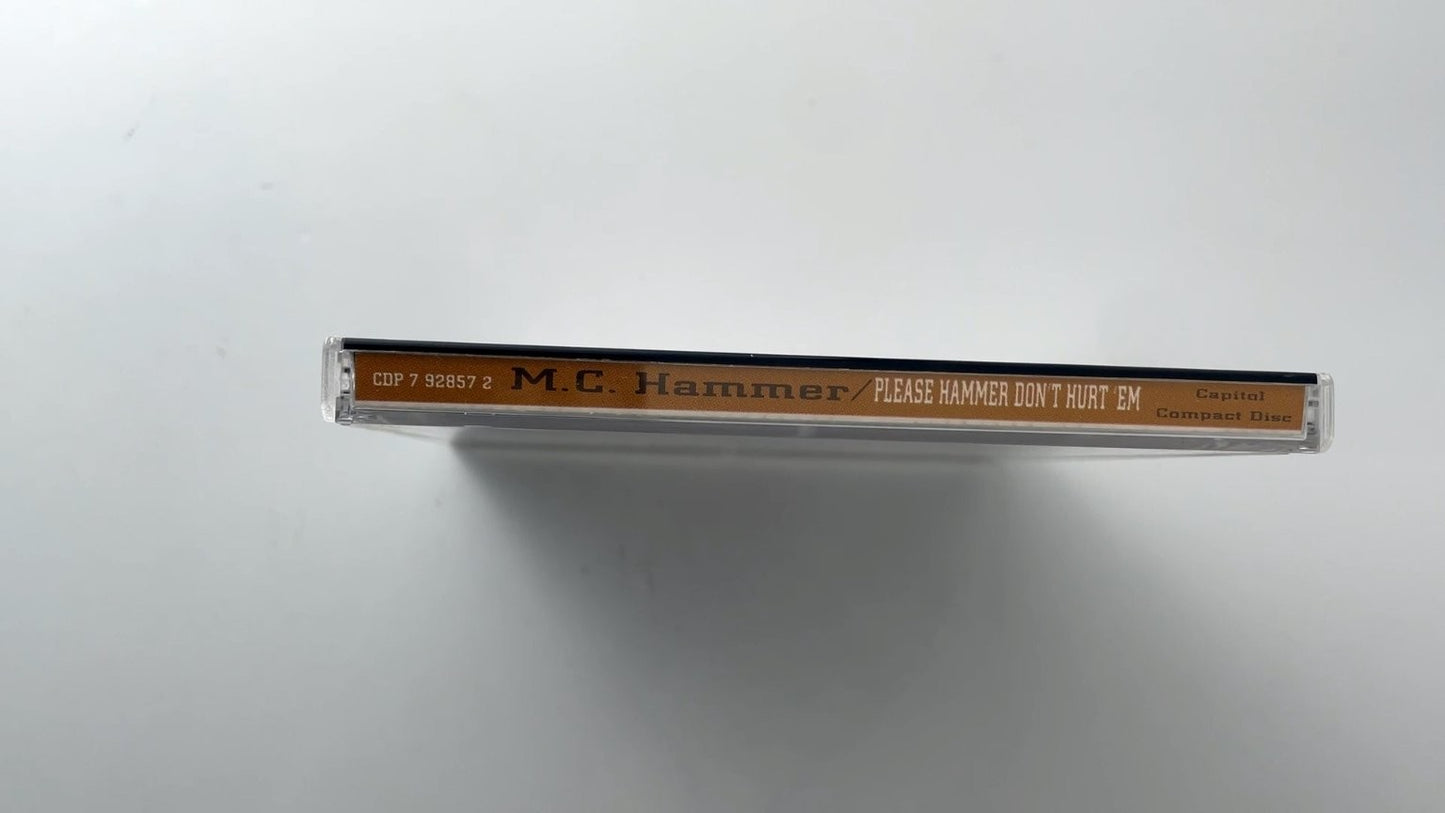 CDP 7 92857 2 M.C. Hammer/PLEASE HAMMER DON'T HURT 'EM
Capitol
Compact Disc